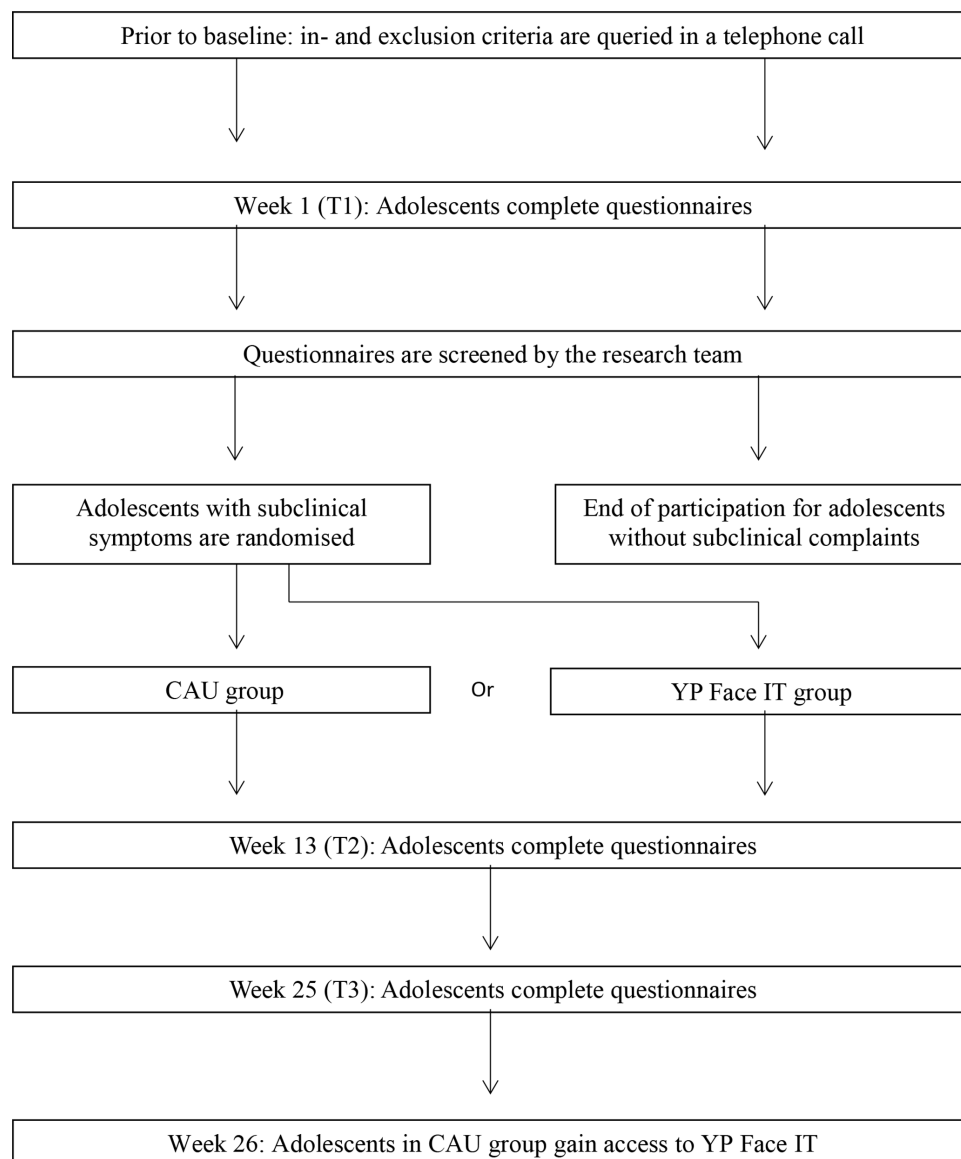 Prior to baseline: in- and exclusion criteria are queried in a telephone call
Week 1 (T1): Adolescents complete questionnaires
Questionnaires are screened by the research team
Adolescents with subclinical
symptoms are randomised
End of participation for adolescents
without subclinical complaints
CAU group
Or
YP Face IT group
Week 13 (T2): Adolescents complete questionnaires
Week 25 (T3): Adolescents complete questionnaires
Week 26: Adolescents in CAU group gain access to YP Face IT